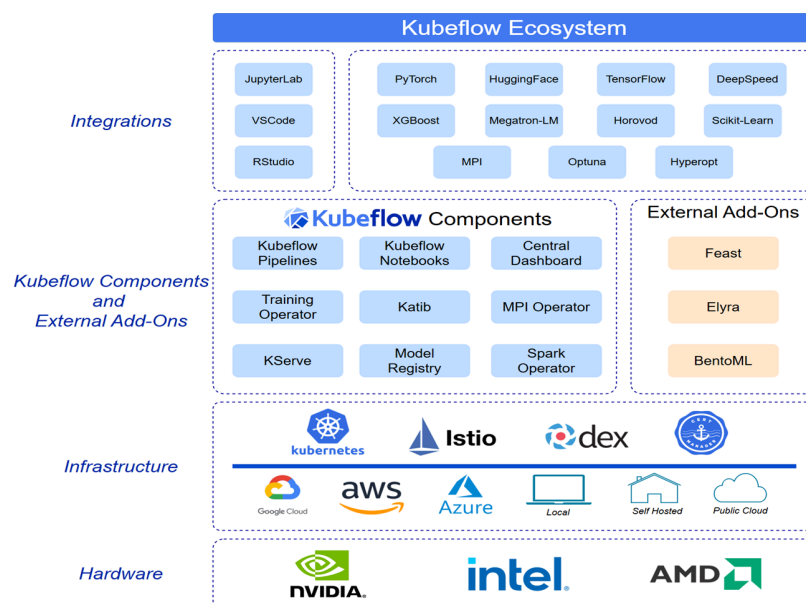 Kubeflow Ecosystem
Integrations
JupyterLab
VSCode
RStudio
PyTorch
HuggingFace
TensorFlow
DeepSpeed
XGBoost
Megatron-LM
Horovod
Scikit-Learn
MPI
Optuna
Hyperopt
Kubeflow Components
and
External Add-Ons
Kubeflow Components
Kubeflow
Pipelines
Kubeflow
Notebooks
Central
Dashboard
Training
Operator
Katib
MPI Operator
KServe
Model
Registry
Spark
Operator
External Add-Ons
Feast
Elyra
BentoML
Infrastructure
kubernetes
Istio
dex
CERT
MANAGER
Google Cloud
aws
Azure
Local
Self Hosted
Public Cloud
Hardware
NVIDIA®
intel®
AMD